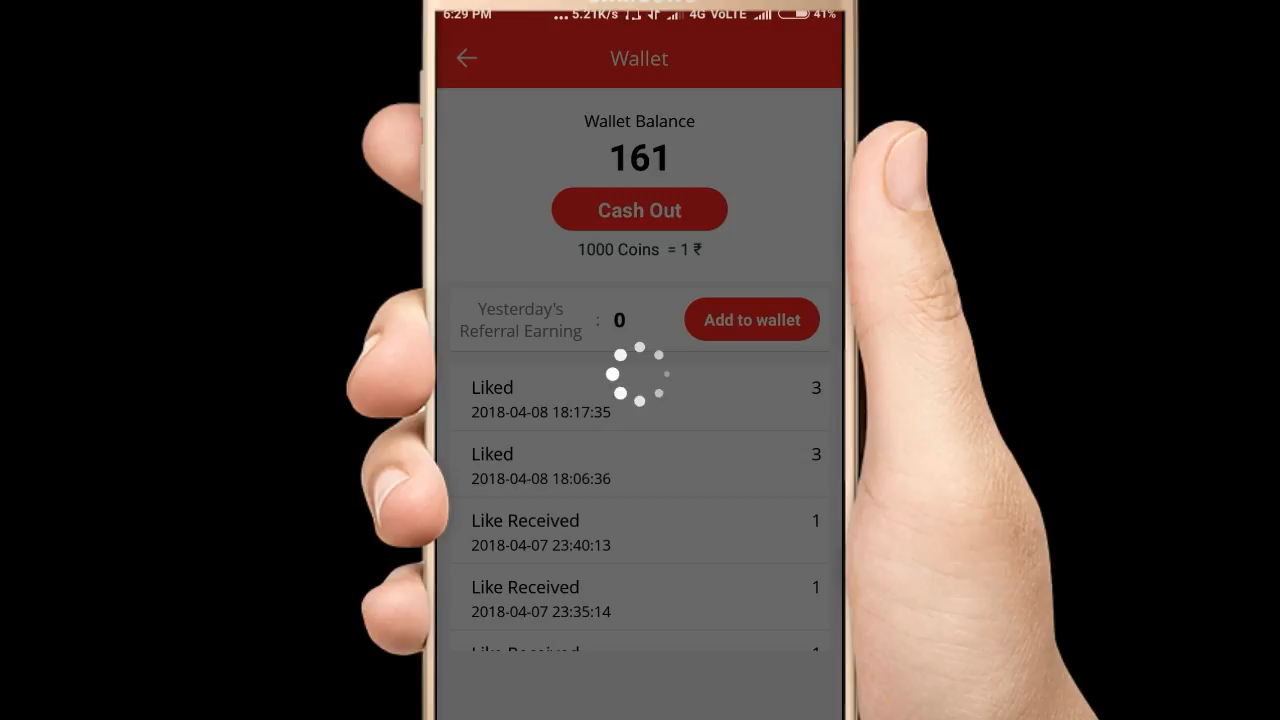 6:29 PM
... 5.21K/s 4G VoLTE 41%
Wallet
Wallet Balance
161
Cash Out
1000 Coins = 1 ₹
Yesterday's
Referral Earning : 0 Add to wallet
Liked 3
2018-04-08 18:17:35
Liked 3
2018-04-08 18:06:36
Like Received 1
2018-04-07 23:40:13
Like Received 1
2018-04-07 23:35:14
Like Received 1